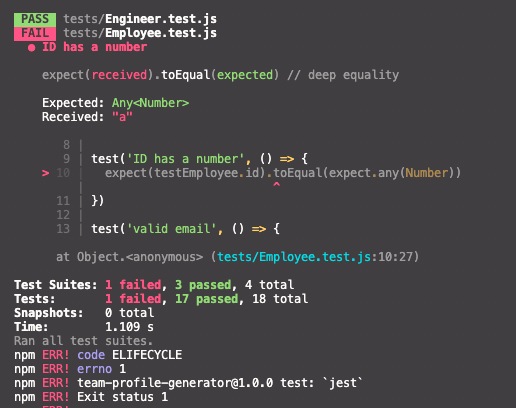 PASS tests/Engineer.test.js
FAIL tests/Employee.test.js
● ID has a number
expect(received).toEqual(expected) // deep equality
Expected: Any<Number>
Received: "a"
8 |
9 | test('ID has a number', () => {
> 10 | expect(testEmployee.id).toEqual(expect.any(Number))
| ^
11 | })
12 |
13 | test('valid email', () => {
at Object.<anonymous> (tests/Employee.test.js:10:27)
Test Suites: 1 failed, 3 passed, 4 total
Tests: 1 failed, 17 passed, 18 total
Snapshots: 0 total
Time: 1.109 s
Ran all test suites.
npm ERR! code ELIFECYCLE
npm ERR! errno 1
npm ERR! team-profile-generator@1.0.0 test: `jest`
npm ERR! Exit status 1